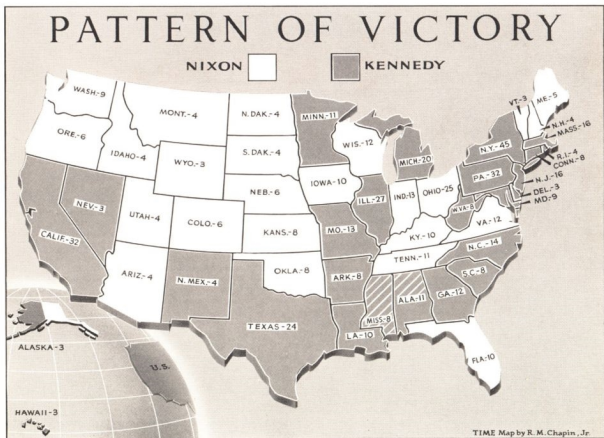 PATTERN OF VICTORY
NIXON
KENNEDY
WASH.-9
ORE.-6
IDAHO-4
MONT.-4
WYO.-3
N. DAK.-4
S. DAK.-4
NEB.-6
MINN.-11
WIS.-12
MICH.-20
IOWA-10
ILL.-27
IND.-13
OHIO-25
VT.-3
ME.-5
N.H.-4
MASS.-16
R.I.-4
CONN.-8
N.Y.-45
PA.-32
N.J.-16
DEL.-3
MD.-9
W.VA-8
VA.-12
NEV.-3
CALIF.-32
UTAH-4
COLO.-6
KANS.-8
MO.-13
KY.-10
TENN.-11
N.C.-14
S.C.-8
ARIZ.-4
N. MEX.-4
OKLA.-8
ARK.-8
TEXAS-24
LA.-10
MISS.-8
ALA.-11
GA.-12
FLA.-10
ALASKA-3
U.S.
HAWAII-3
TIME Map by R. M. Chapin, Jr.